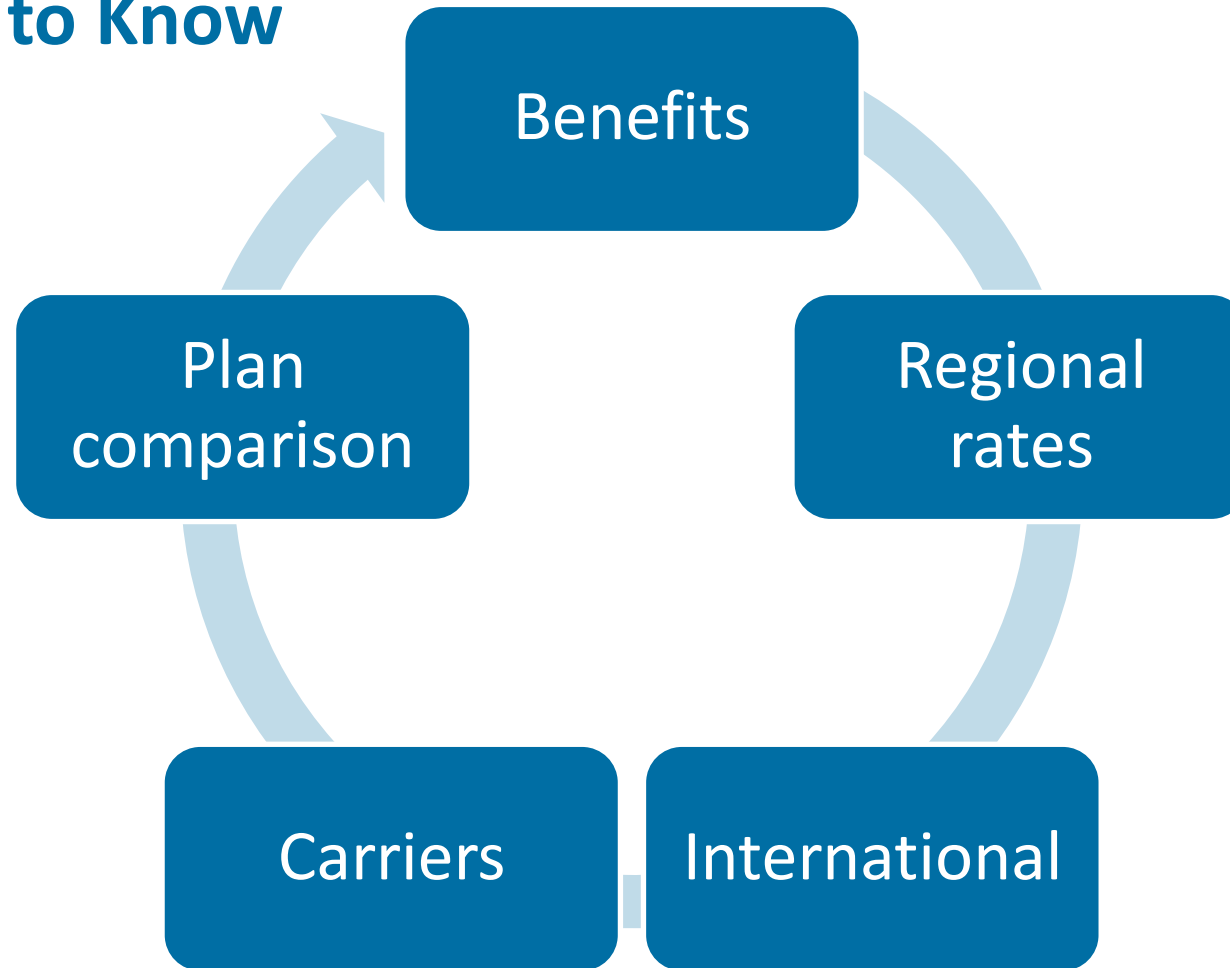 to Know
Benefits
Regional
rates
International
Carriers
Plan
comparison